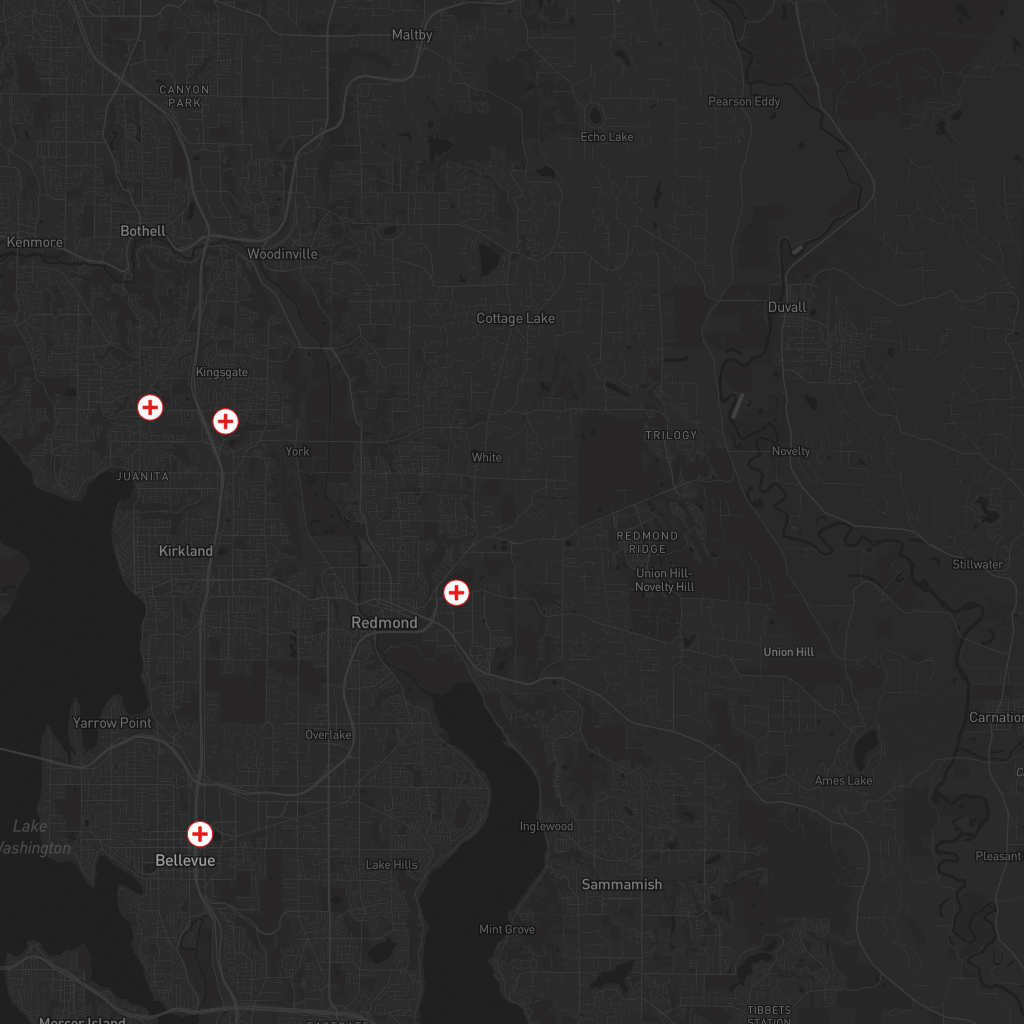 Maltby
CANYON
PARK
Pearson Eddy
Echo Lake
Bothell
Kenmore
Woodinville
Duvall
Cottage Lake
Kingsgate
TRILOGY
York
White
Novelty
JUANITA
REDMOND
RIDGE
Kirkland
Stillwater
Union Hill-
Novelty Hill
Redmond
Union Hill
Carnation
Yarrow Point
Overlake
Ames Lake
Lake
Washington
Inglewood
Bellevue
Lake Hills
Pleasant
Sammamish
Mint Grove
TIBBETS
STATION
Mercer Island
EASTGATE